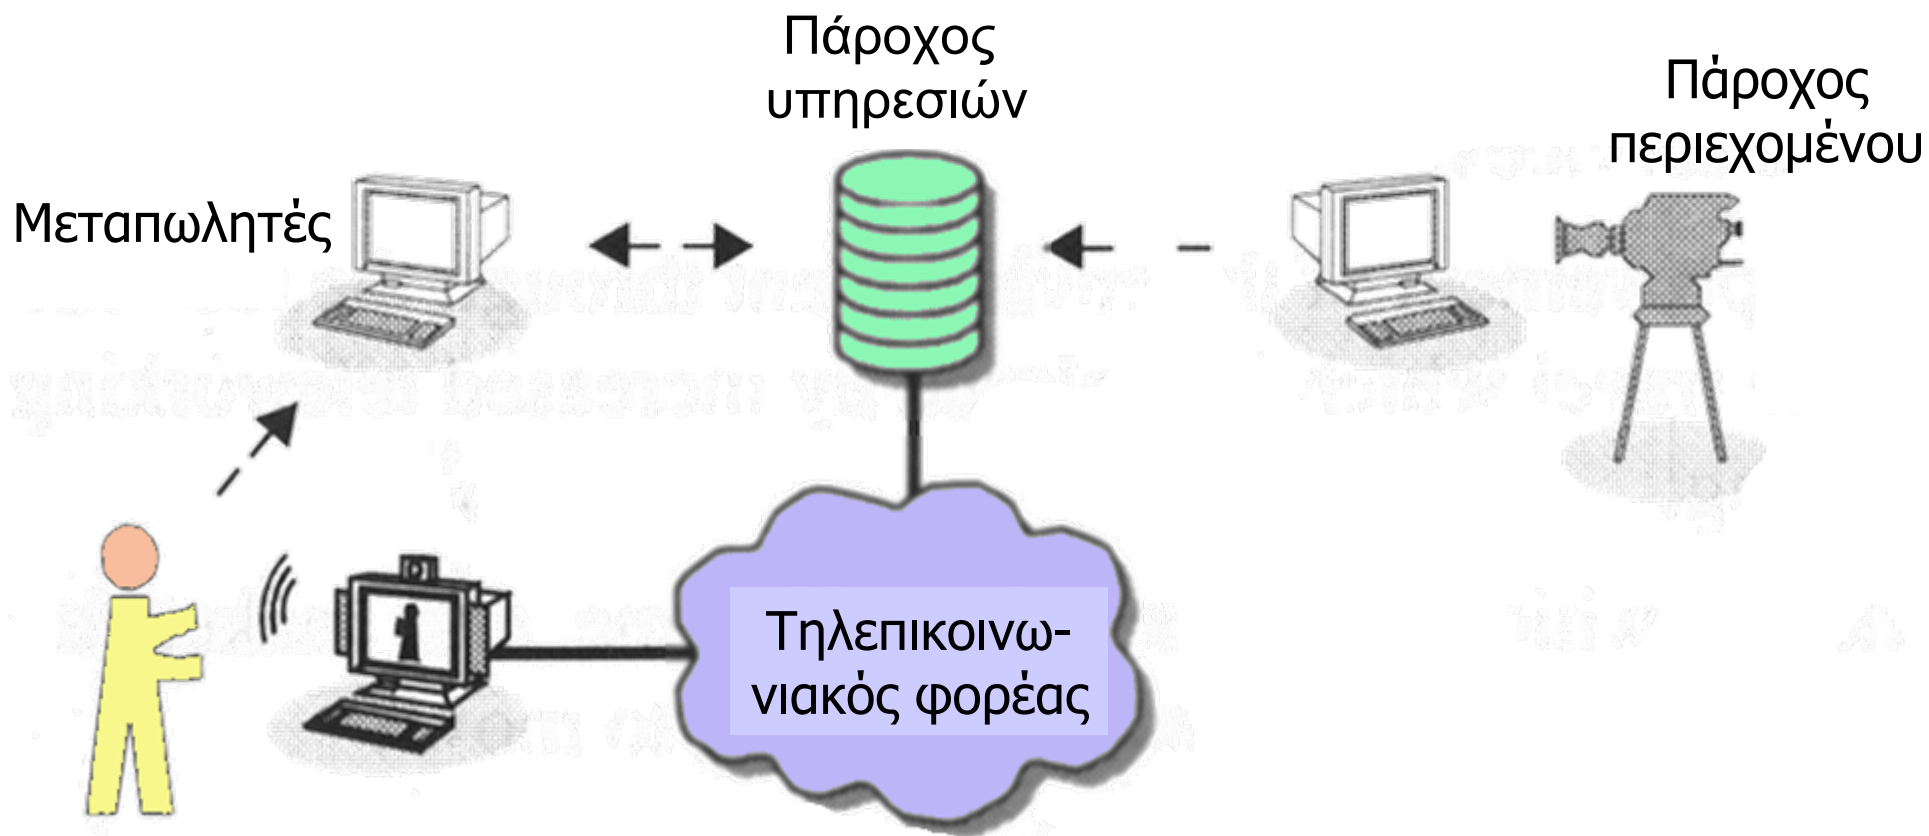 Πάροχος
υπηρεσιών
Πάροχος
περιεχομένου
Μεταπωλητές
Τηλεπικοινω-
νιακός φορέας